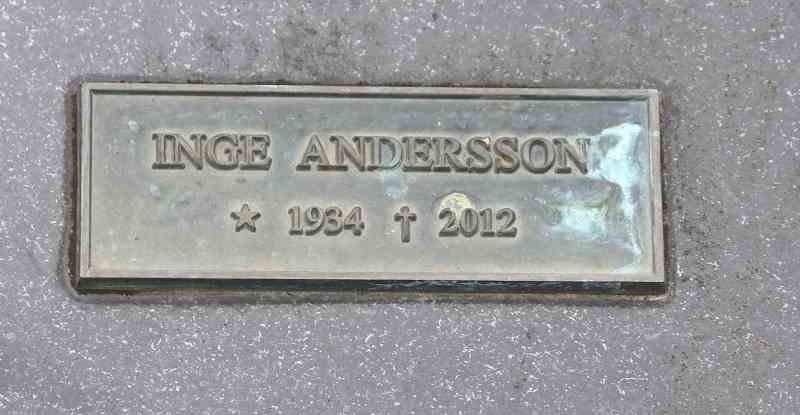 INGE ANDERSSON
★ 1934 ✝ 2012